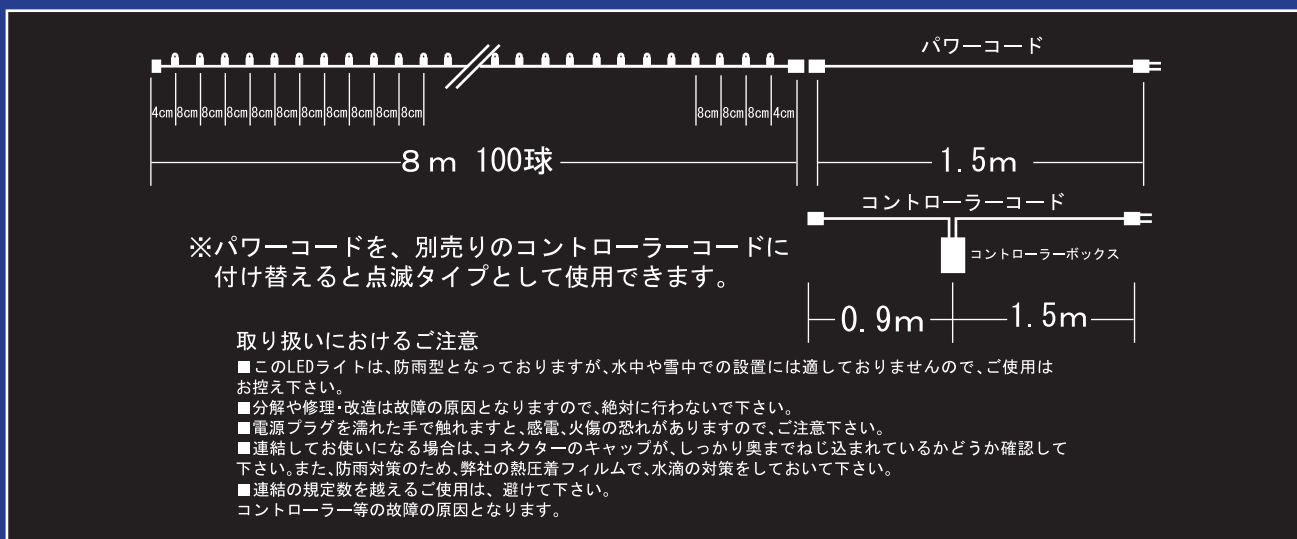 パワーコード
4cm 8cm 8cm 8cm 8cm 8cm 8cm 8cm 8cm 8cm 8cm 8cm 8cm 8cm 4cm
8m 100球 1.5m
コントローラーコード
コントローラーボックス
※パワーコードを、別売りのコントローラーコードに
付け替えると点滅タイプとして使用できます。
0.9m 1.5m
取り扱いにおけるご注意
■このLEDライトは、防雨型となっておりますが、水中や雪中での設置には適しておりませんので、ご使用は
お控え下さい。
■分解や修理・改造は故障の原因となりますので、絶対に行わないで下さい。
■電源プラグを濡れた手で触れますと、感電、火傷の恐れがありますので、ご注意下さい。
■連結してお使いになる場合は、コネクターのキャップが、しっかり奥までねじ込まれているかどうか確認して
下さい。また、防雨対策のため、弊社の熱圧着フィルムで、水滴の対策をしておいて下さい。
■連結の規定数を越えるご使用は、避けて下さい。
コントローラー等の故障の原因となります。